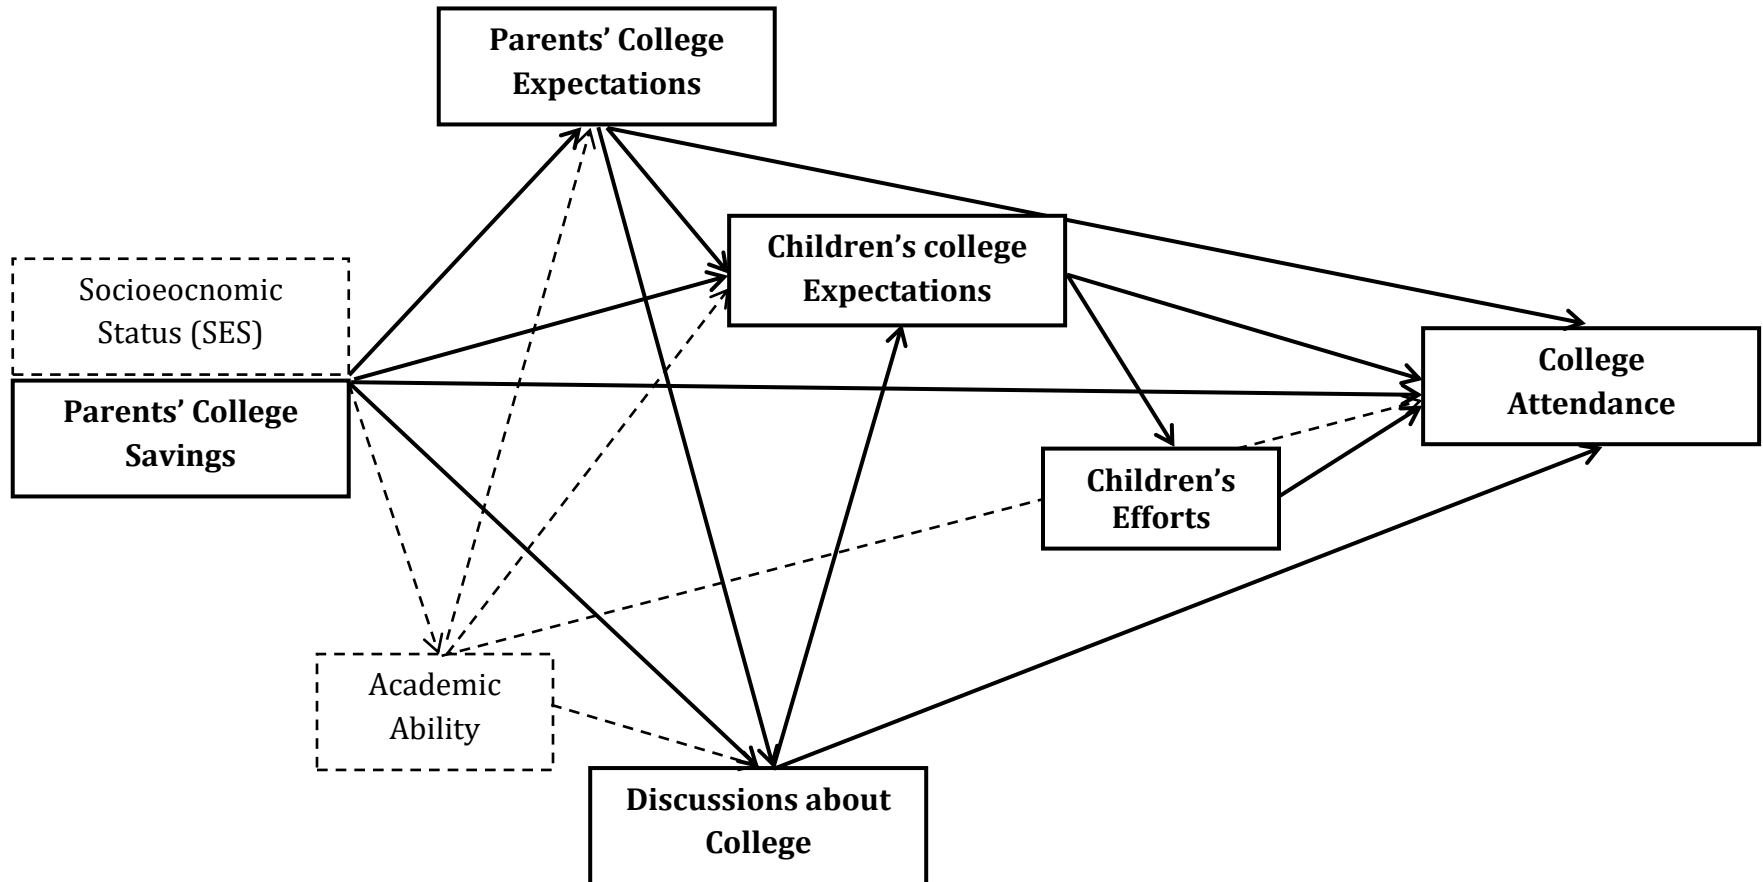 Parents’ College
Expectations
Children’s college
Expectations
Socioeocnomic
Status (SES)
Parents’ College
Savings
College
Attendance
Children’s
Efforts
Academic
Ability
Discussions about
College